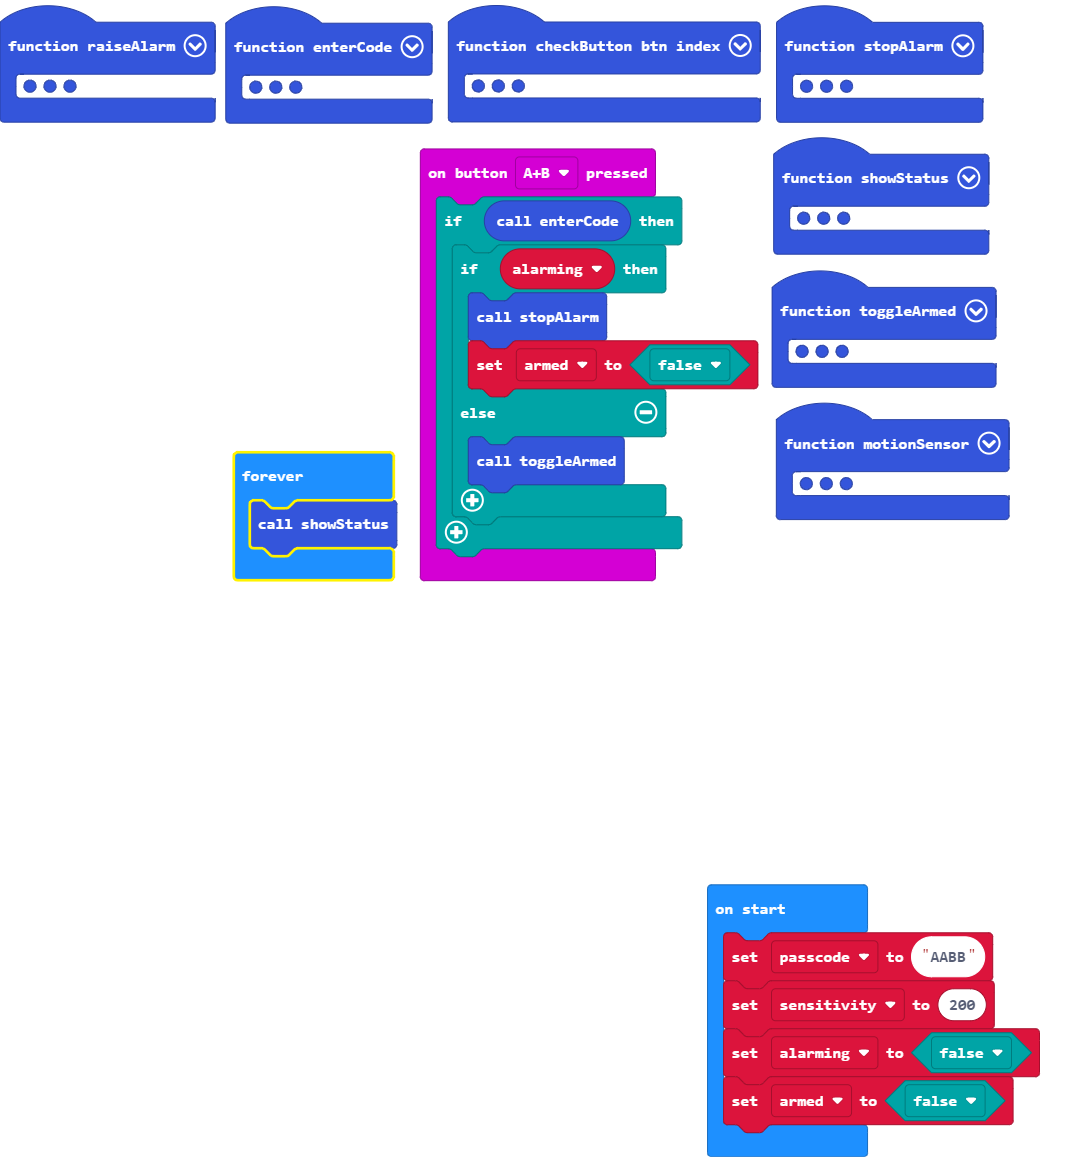 function raiseAlarm
function enterCode
function checkButton btn index
function stopAlarm
function showStatus
function toggleArmed
function motionSensor
on button A+B pressed
if call enterCode then
if alarming then
call stopAlarm
set armed to false
else
call toggleArmed
forever
call showStatus
on start
set passcode to "AABB"
set sensitivity to 200
set alarming to false
set armed to false